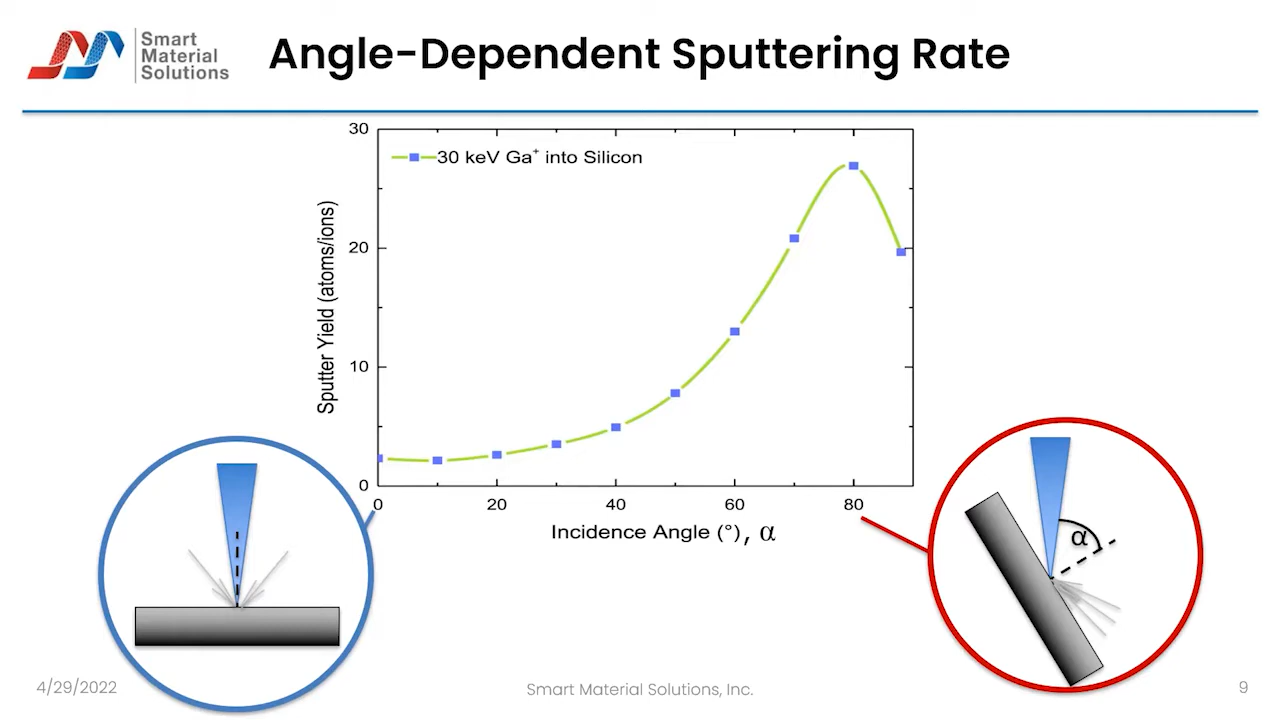 Smart
Material
Solutions
Angle-Dependent Sputtering Rate
30
20
10
0
Sputter Yield (atoms/ions)
30 keV Ga⁺ into Silicon
0 20 40 60 80
Incidence Angle (°), α
α
4/29/2022
Smart Material Solutions, Inc.
9